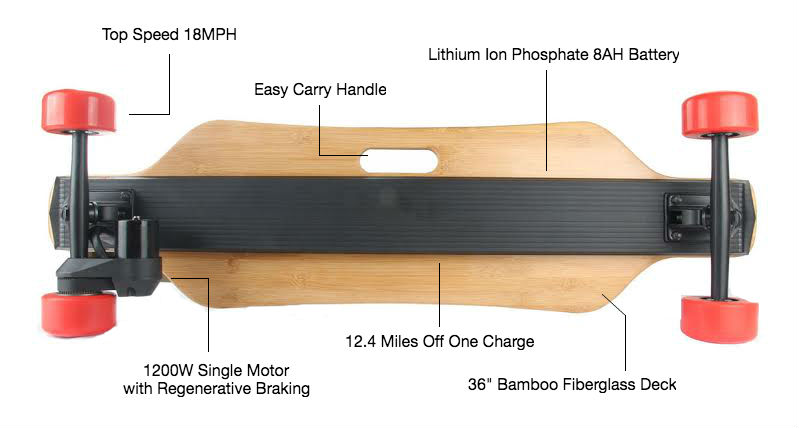 Top Speed 18MPH
Lithium Ion Phosphate 8AH Battery
Easy Carry Handle
12.4 Miles Off One Charge
1200W Single Motor
with Regenerative Braking
36" Bamboo Fiberglass Deck